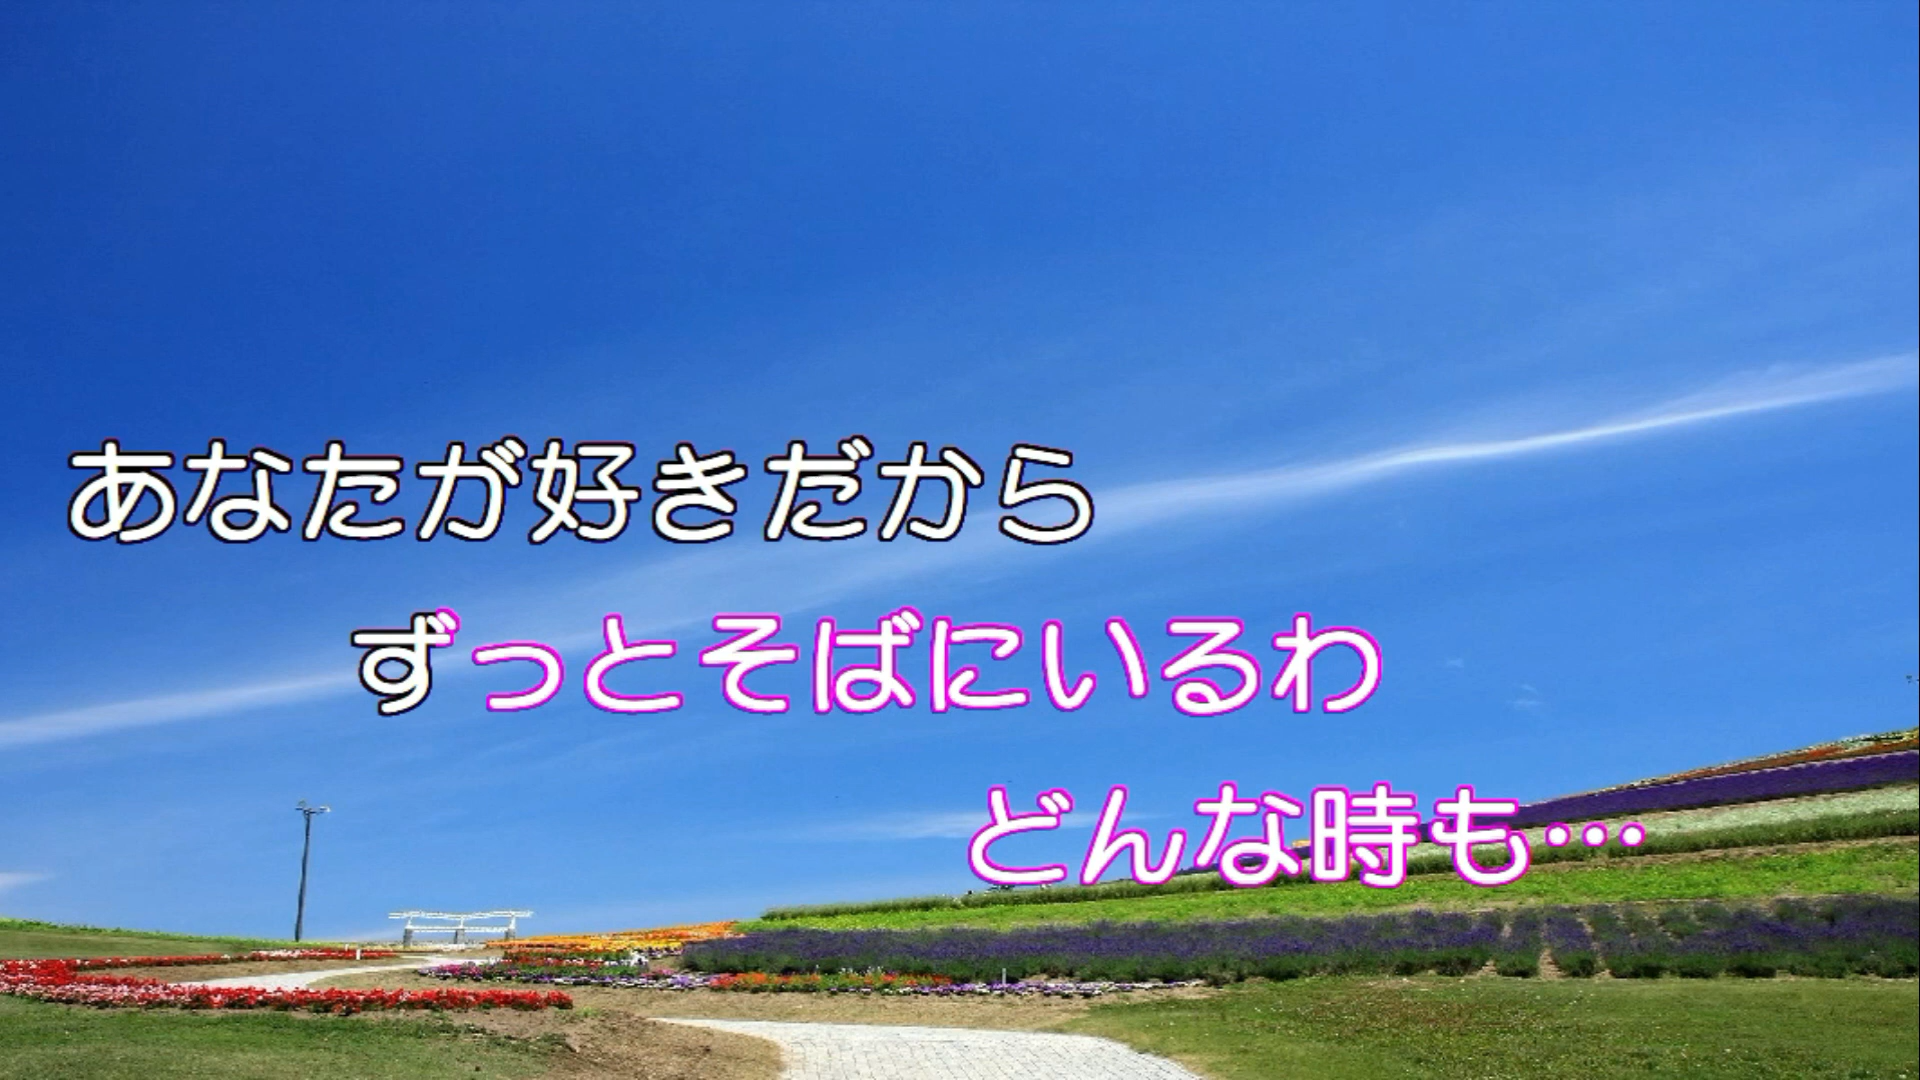 あなたが好きだから
ずっとそばにいるわ
どんな時も…